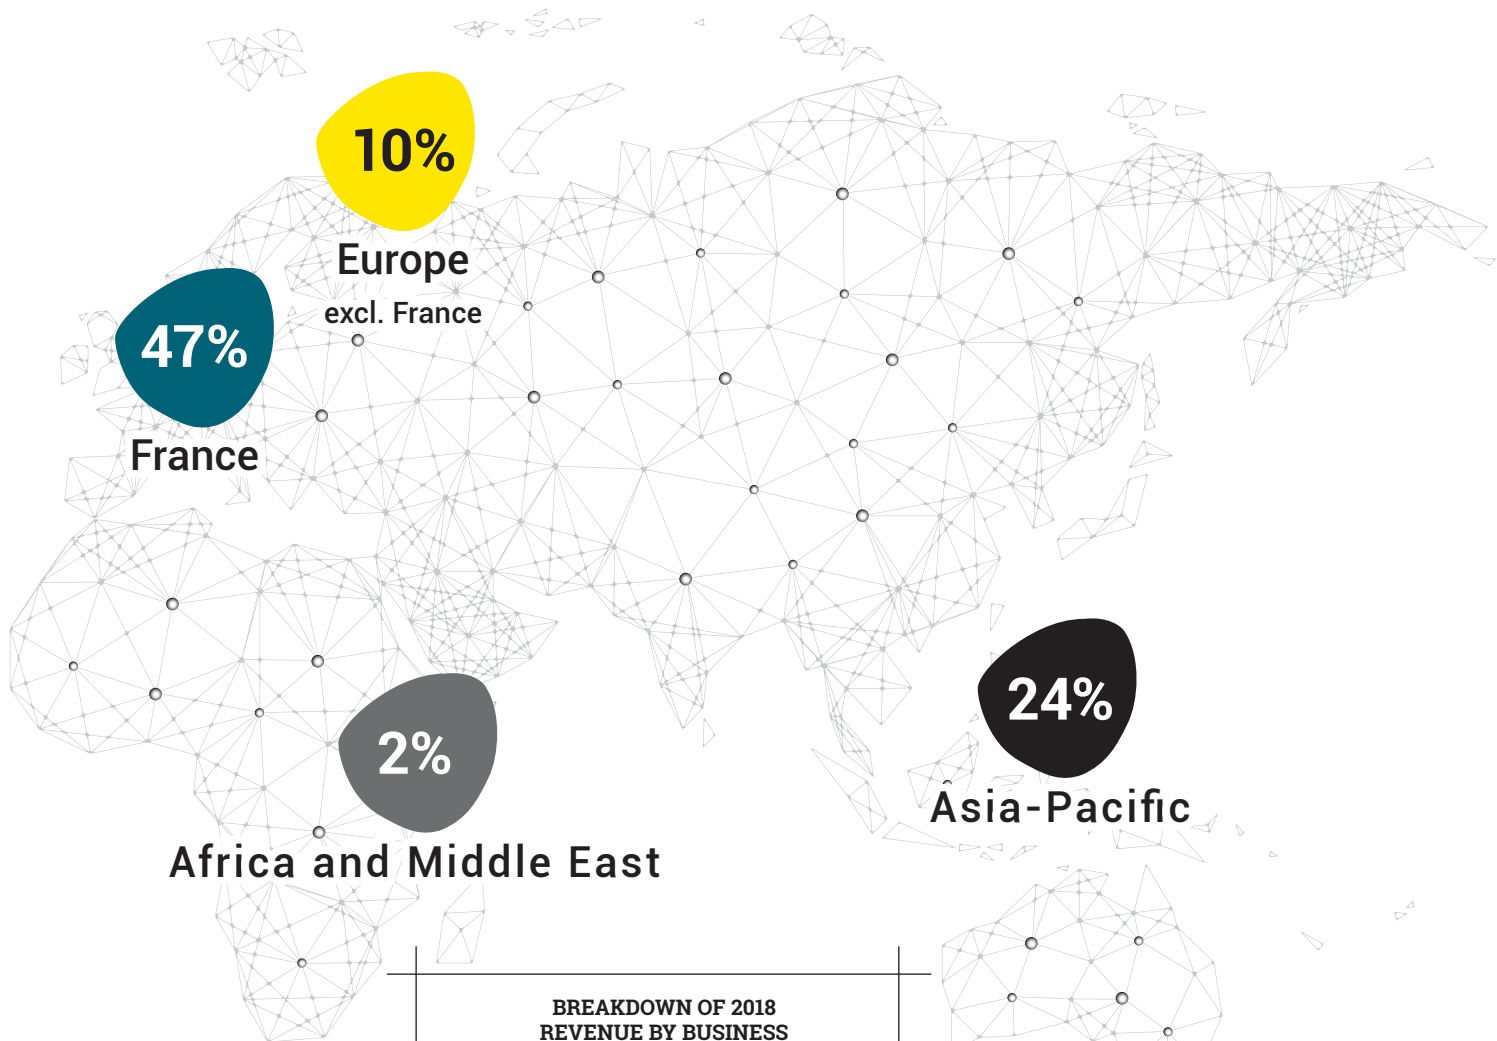 10%
Europe
excl. France
47%
France
24%
Asia-Pacific
2%
Africa and Middle East
BREAKDOWN OF 2018
REVENUE BY BUSINESS